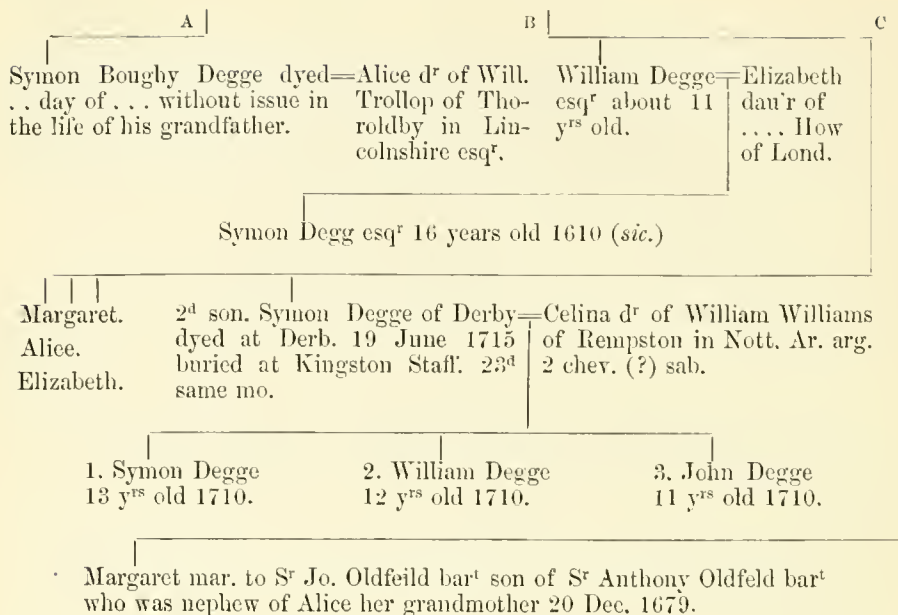 A B C
Symon Boughy Degge dyed=Alice dʳ of Will.
. . day of . . . without issue in
the life of his grandfather.
Trollop of Tho-
roldby in Lin-
colnshire esqʳ.
William Degge=Elizabeth
esqʳ about 11
yʳˢ old.
dau'r of
. . . . How
of Lond.
Symon Degg esqʳ 16 years old 1610 (sic.)
Margaret.
Alice.
Elizabeth.
2ᵈ son. Symon Degge of Derby=Celina dʳ of William Williams
dyed at Derb. 19 June 1715
buried at Kingston Staff. 23ᵈ
same mo.
of Rempston in Nott. Ar. arg.
2 chev. (?) sab.
1. Symon Degge
13 yʳˢ old 1710.
2. William Degge
12 yʳˢ old 1710.
3. John Degge
11 yʳˢ old 1710.
Margaret mar. to Sʳ Jo. Oldfeild barᵗ son of Sʳ Anthony Oldfeld barᵗ
who was nephew of Alice her grandmother 20 Dec. 1679.